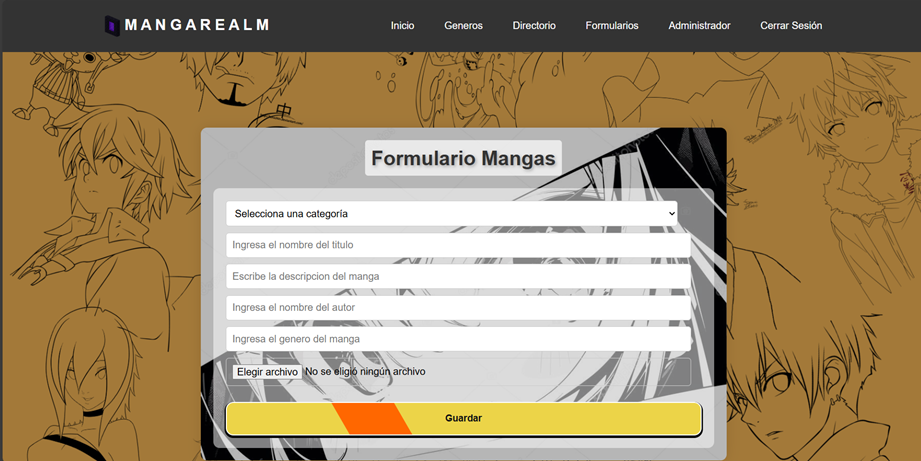 MANGAREALM Inicio Generos Directorio Formularios Administrador Cerrar Sesión
中
Formulario Mangas
Selecciona una categoría
Ingresa el nombre del titulo
Escribe la descripcion del manga
Ingresa el nombre del autor
Ingresa el genero del manga
Elegir archivo No se eligió ningún archivo
Guardar